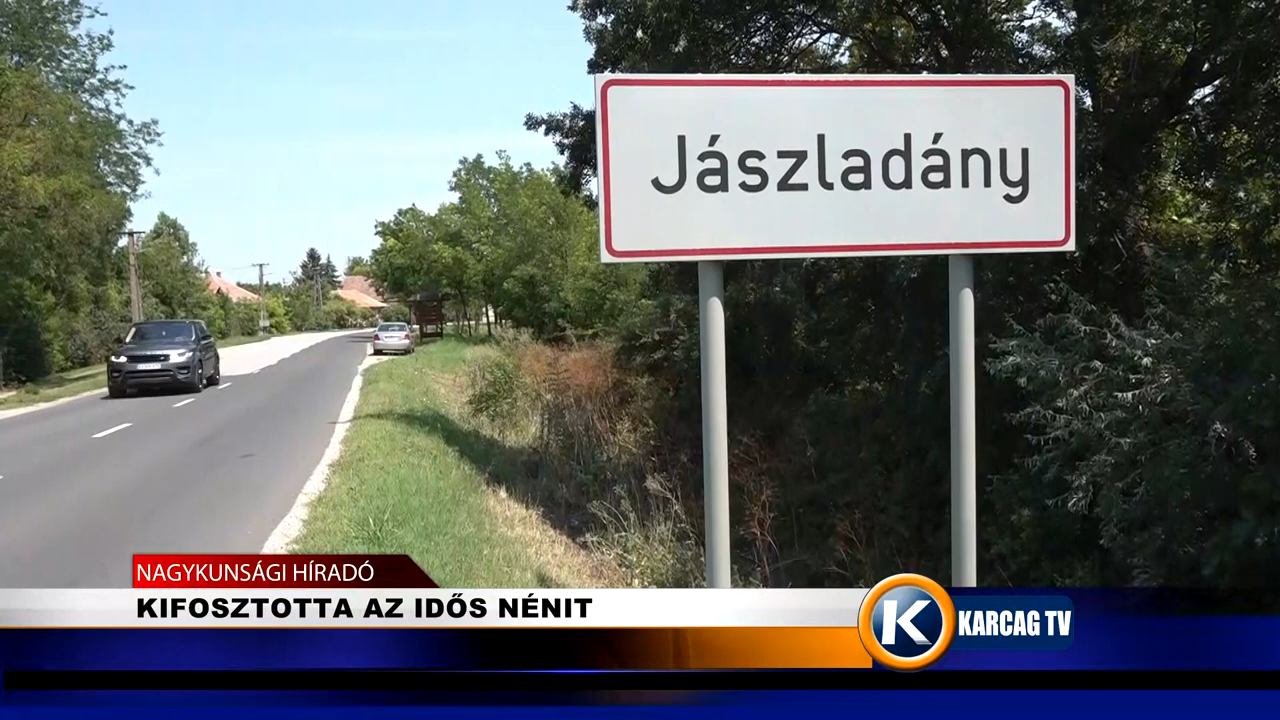 Jászladány
NAGYKUNSÁGI HÍRADÓ
KIFOSZTOTTA AZ IDŐS NÉNIT
K KARCAG TV